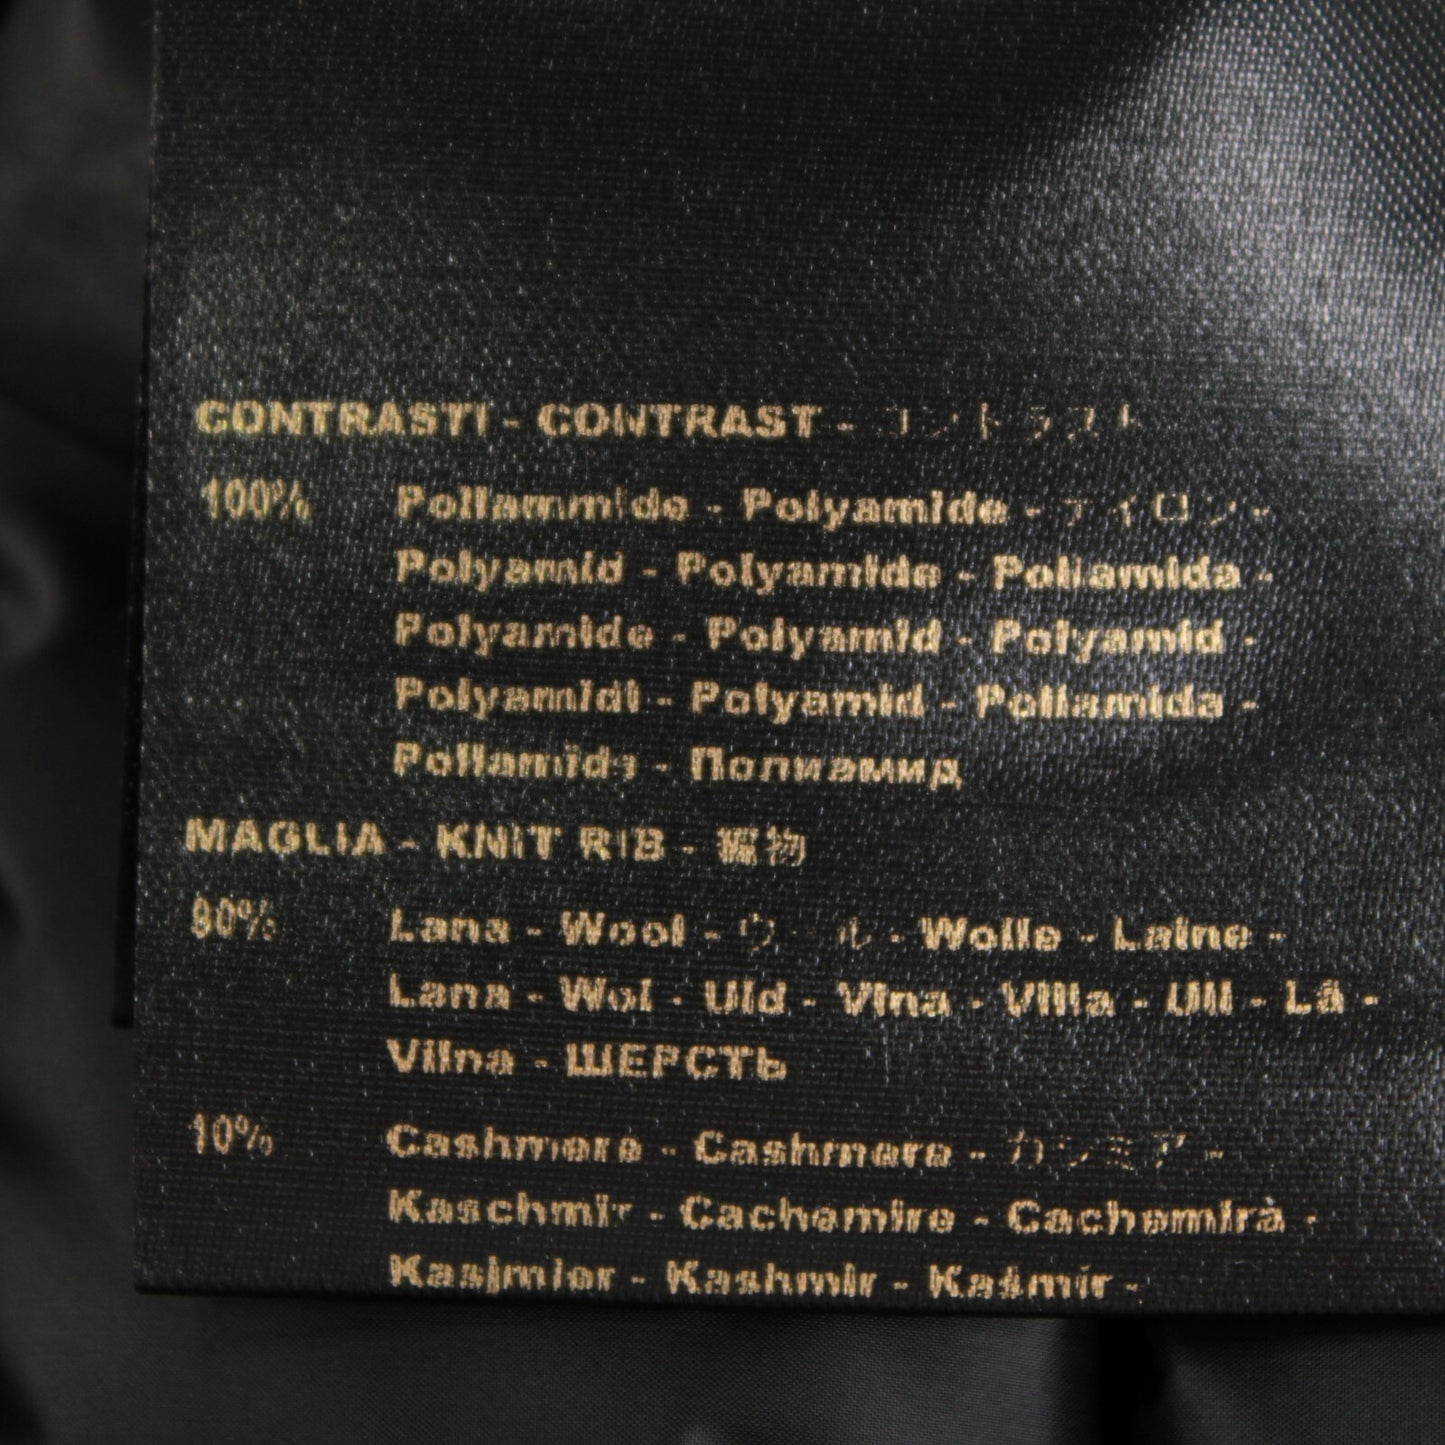 CONTRASTI - CONTRAST - コントラスト
100% Poliammide - Polyamide - ナイロン -
Polyamid - Polyamide - Poliamida -
Polyamide - Polyamid - Polyamid -
Polyamidi - Polyamid - Poliamida -
Poliamida - Полиамид
MAGLIA - KNIT RIB - 編物
90% Lana - Wool - ウール - Wolle - Laine -
Lana - Wol - Uld - Vlna - Villa - Ull - Lã -
Vilna - ШЕРСТЬ
10% Cashmere - Cashmere - カシミア -
Kaschmir - Cachemire - Cachemira -
Kasjmier - Kashmir - Kašmír -